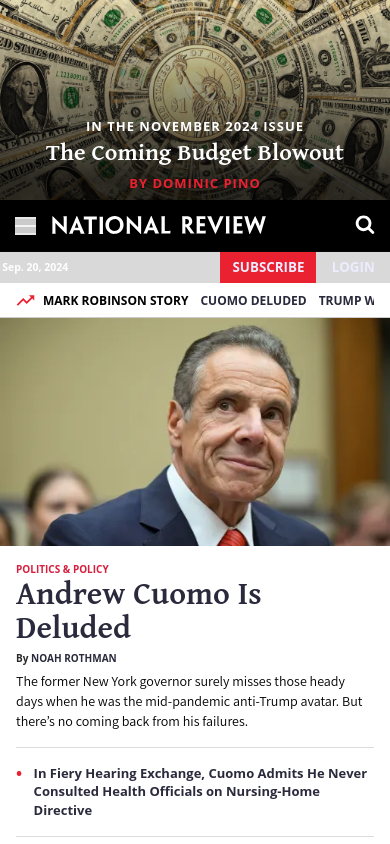 IN THE NOVEMBER 2024 ISSUE
The Coming Budget Blowout
BY DOMINIC PINO
NATIONAL REVIEW
Sep. 20, 2024
SUBSCRIBE
LOGIN
MARK ROBINSON STORY CUOMO DELUDED TRUMP W
POLITICS & POLICY
Andrew Cuomo Is
Deluded
By NOAH ROTHMAN
The former New York governor surely misses those heady
days when he was the mid-pandemic anti-Trump avatar. But
there’s no coming back from his failures.
In Fiery Hearing Exchange, Cuomo Admits He Never
Consulted Health Officials on Nursing-Home
Directive